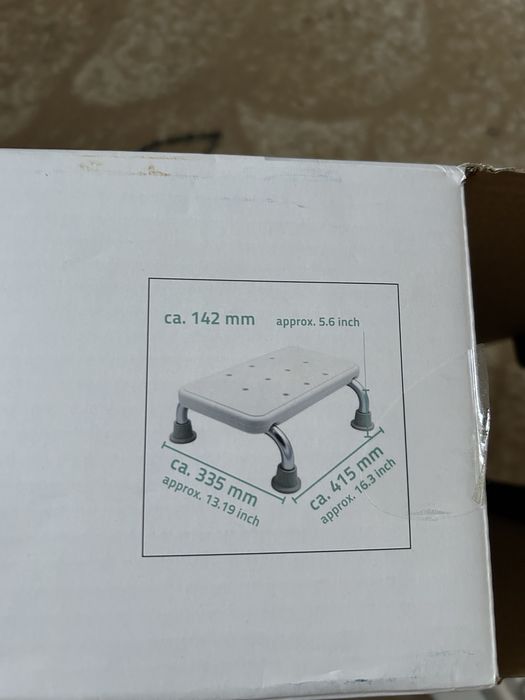 ca. 142 mm approx. 5.6 inch
ca. 335 mm
approx. 13.19 inch
ca. 415 mm
approx. 16.3 inch